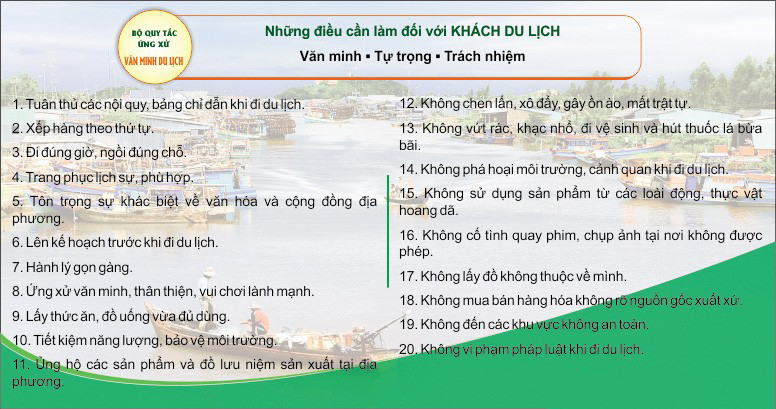 BỘ QUY TẮC
ỨNG XỬ
VĂN MINH DU LỊCH
Những điều cần làm đối với KHÁCH DU LỊCH
Văn minh ▪ Tự trọng ▪ Trách nhiệm
1. Tuân thủ các nội quy, bảng chỉ dẫn khi đi du lịch.
2. Xếp hàng theo thứ tự.
3. Đi đúng giờ, ngồi đúng chỗ.
4. Trang phục lịch sự, phù hợp.
5. Tôn trọng sự khác biệt về văn hóa và cộng đồng địa
phương.
6. Lên kế hoạch trước khi đi du lịch.
7. Hành lý gọn gàng.
8. Ứng xử văn minh, thân thiện, vui chơi lành mạnh.
9. Lấy thức ăn, đồ uống vừa đủ dùng.
10. Tiết kiệm năng lượng, bảo vệ môi trường.
11. Ủng hộ các sản phẩm và đồ lưu niệm sản xuất tại địa
phương.
12. Không chen lấn, xô đẩy, gây ồn ào, mất trật tự.
13. Không vứt rác, khạc nhổ, đi vệ sinh và hút thuốc lá bừa
bãi.
14. Không phá hoại môi trường, cảnh quan khi đi du lịch.
15. Không sử dụng sản phẩm từ các loài động, thực vật
hoang dã.
16. Không cố tình quay phim, chụp ảnh tại nơi không được
phép.
17. Không lấy đồ không thuộc về mình.
18. Không mua bán hàng hóa không rõ nguồn gốc xuất xứ.
19. Không đến các khu vực không an toàn.
20. Không vi phạm pháp luật khi đi du lịch.